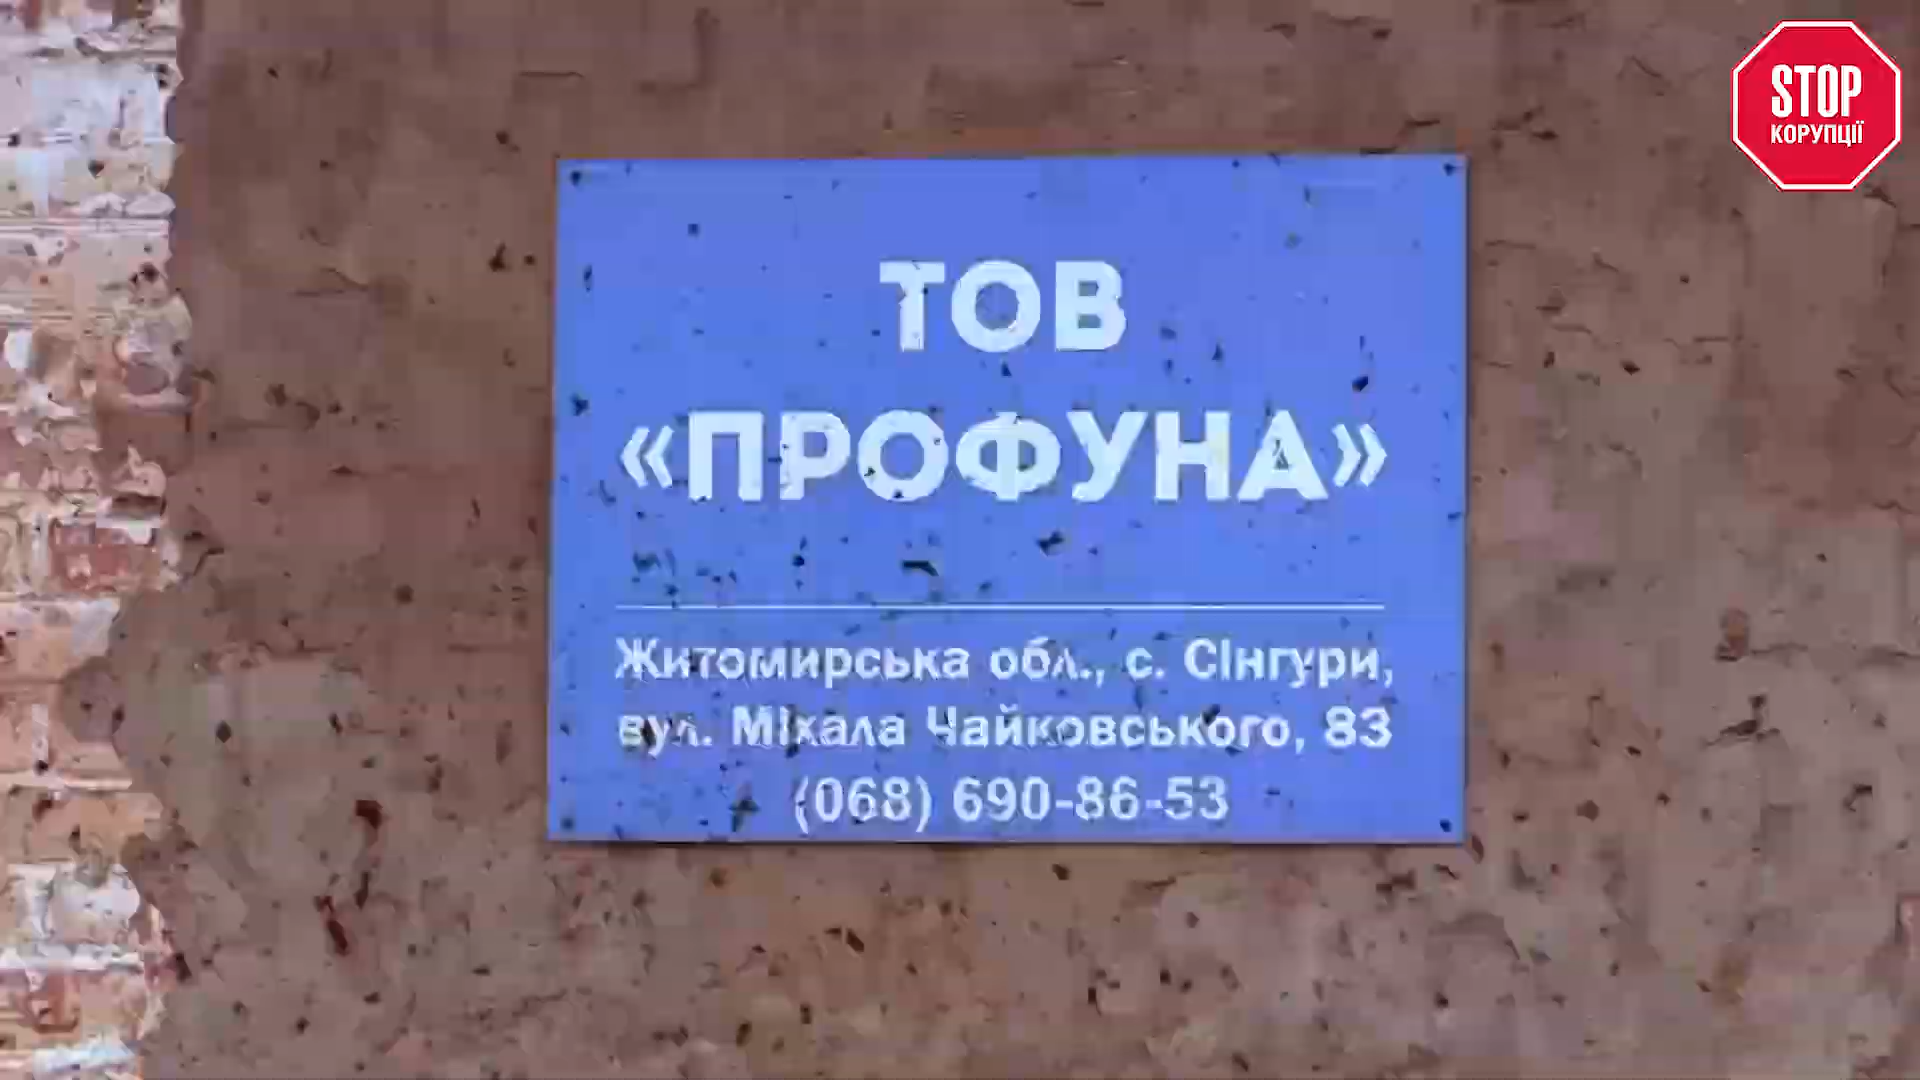 STOP
КОРУПЦІЇ
ТОВ
«ПРОФУНА»
Житомирська обл., с. Сінгури,
вул. Міхала Чайковського, 83
(068) 690-86-53